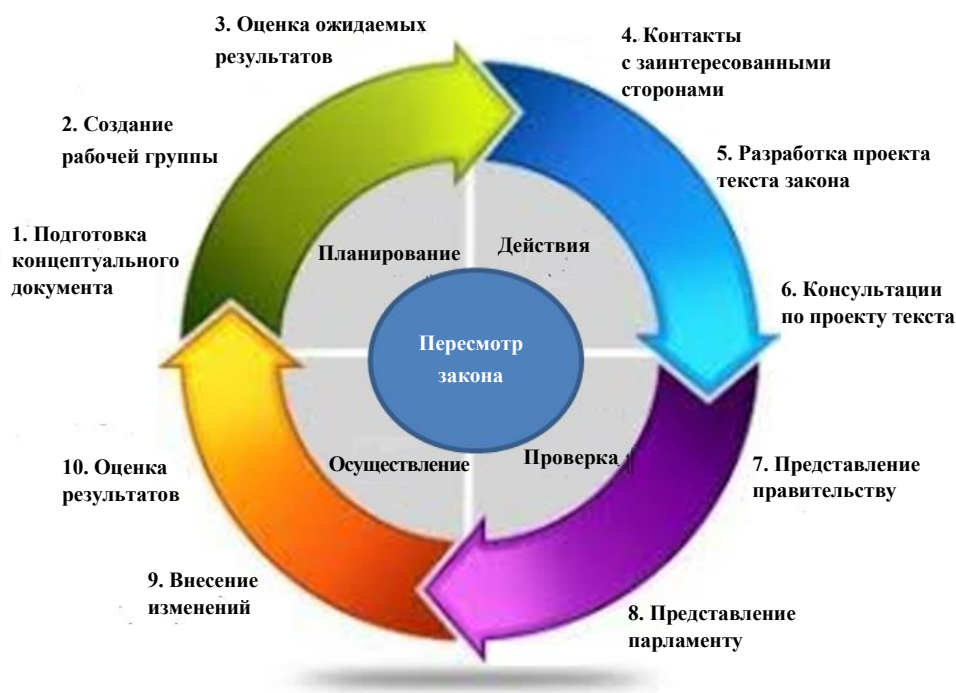 3. Оценка ожидаемых
результатов
4. Контакты
с заинтересованными
сторонами
2. Создание
рабочей группы
5. Разработка проекта
текста закона
1. Подготовка
концептуального
документа
Планирование
Действия
6. Консультации
по проекту текста
Пересмотр
закона
Осуществление
Проверка
10. Оценка
результатов
7. Представление
правительству
9. Внесение
изменений
8. Представление
парламенту